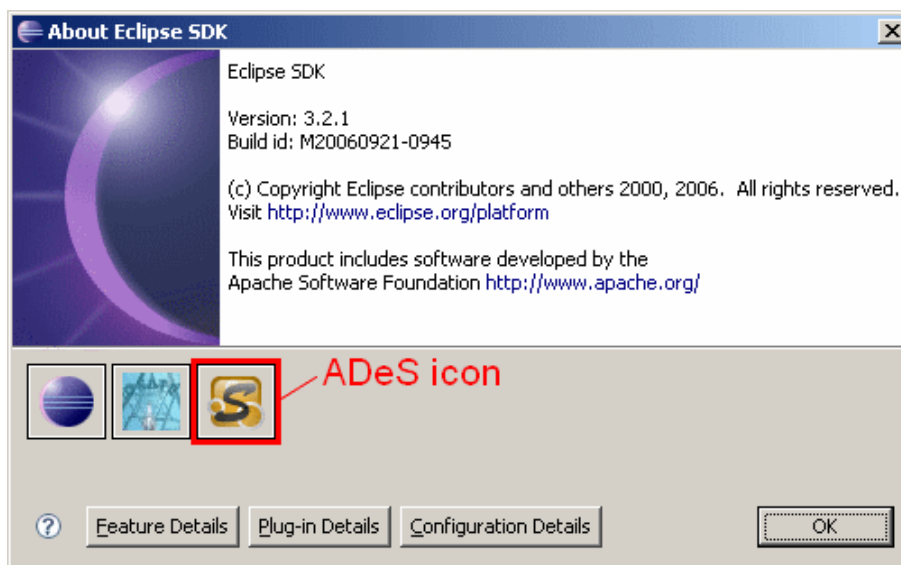 About Eclipse SDK
Eclipse SDK
Version: 3.2.1
Build id: M20060921-0945
(c) Copyright Eclipse contributors and others 2000, 2006.  All rights reserved.
Visit http://www.eclipse.org/platform
This product includes software developed by the
Apache Software Foundation http://www.apache.org/
ADeS icon
Feature Details
Plug-in Details
Configuration Details
OK